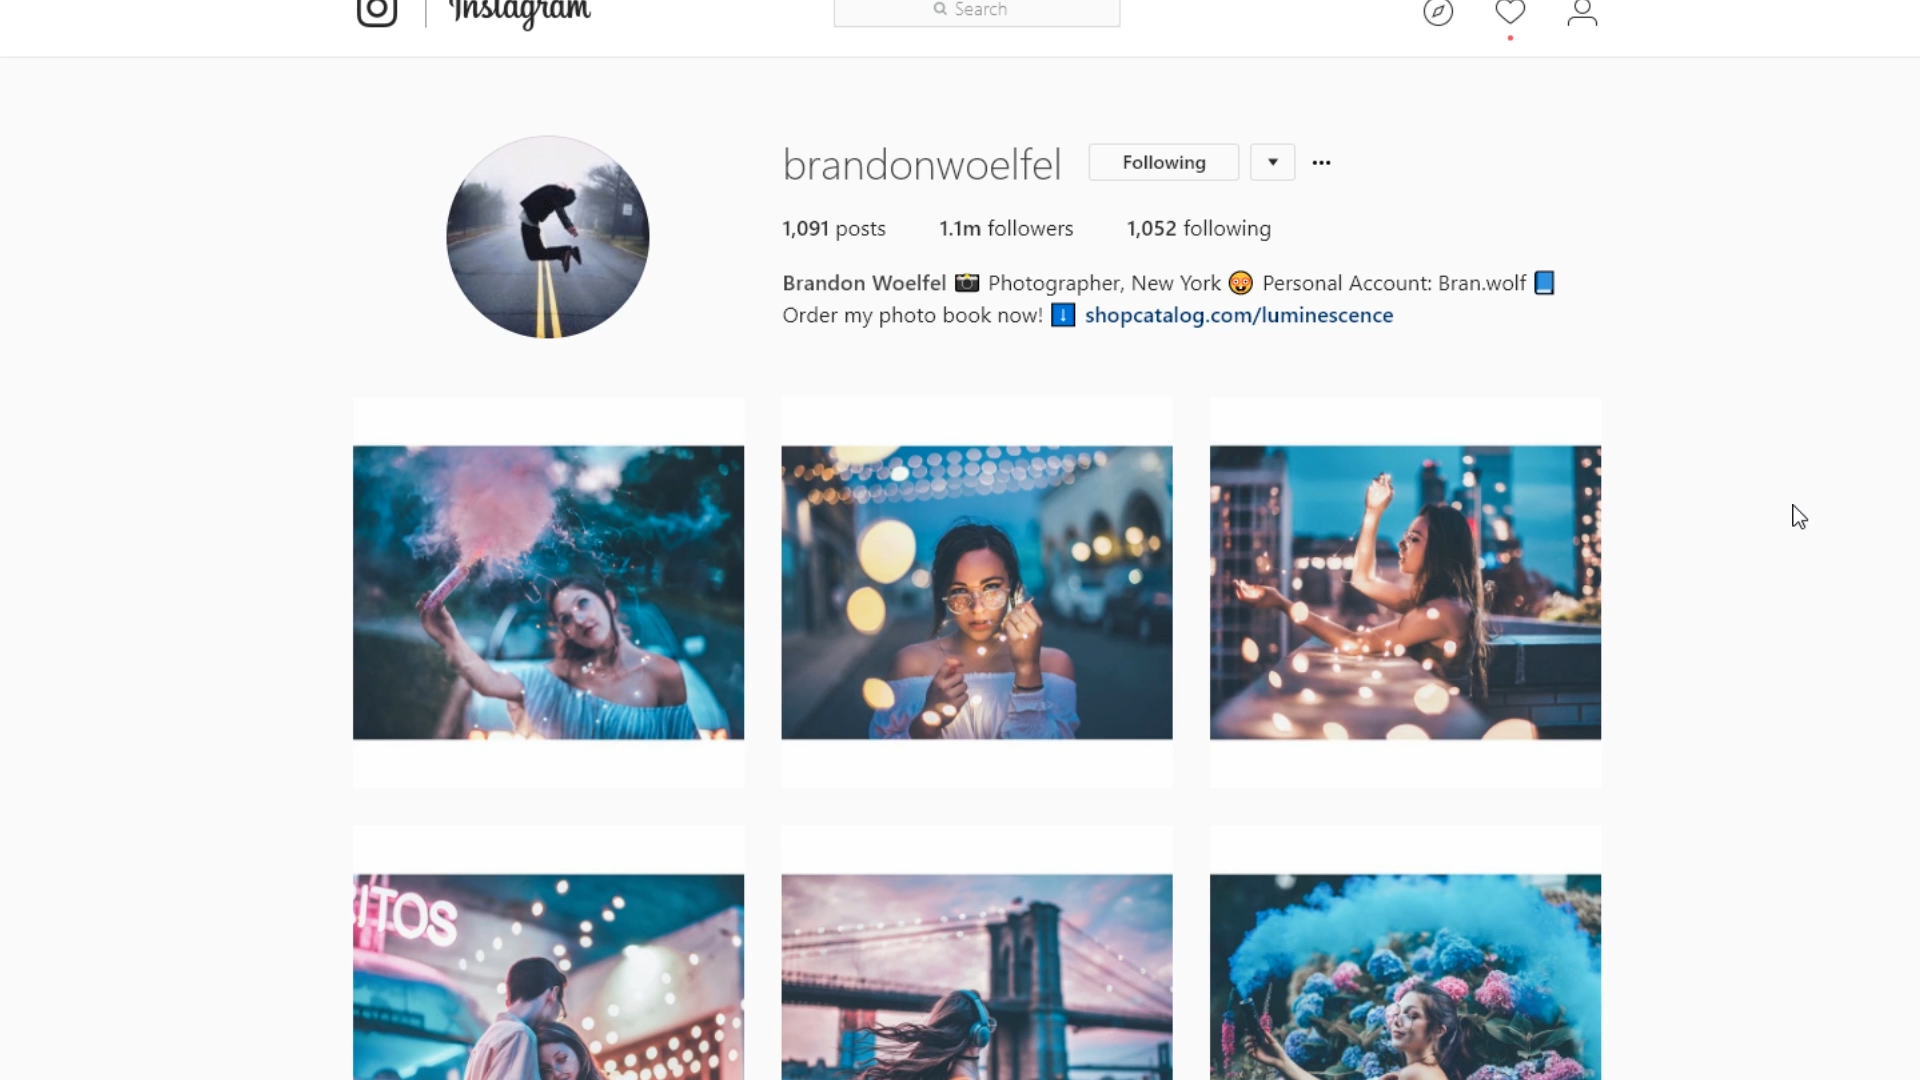 Instagram
Search
brandonwoelfel Following
1,091 posts 1.1m followers 1,052 following
Brandon Woelfel 📷 Photographer, New York 🤓 Personal Account: Bran.wolf 📘
Order my photo book now! ⬇️ shopcatalog.com/luminescence
ITOS